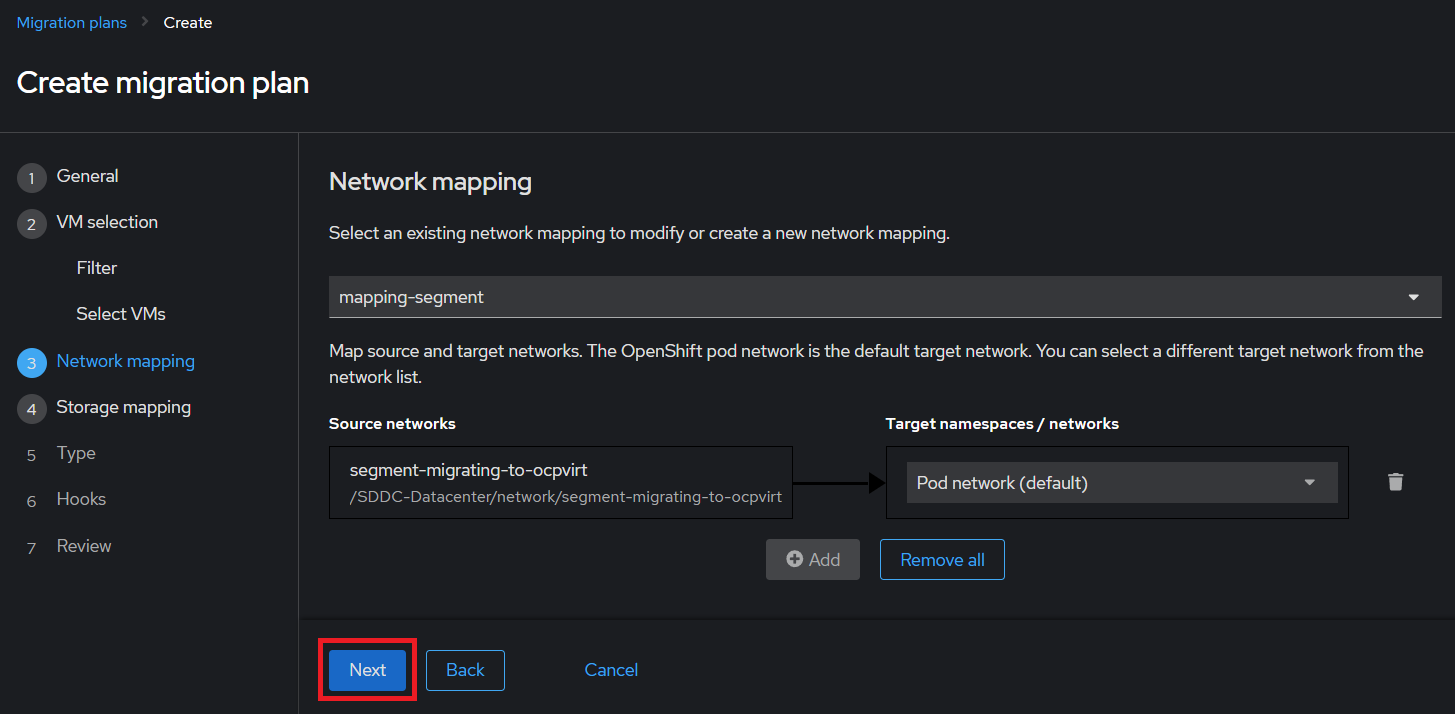 Migration plans > Create
Create migration plan
1 General
2 VM selection
Filter
Select VMs
3 Network mapping
4 Storage mapping
5 Type
6 Hooks
7 Review
Network mapping
Select an existing network mapping to modify or create a new network mapping.
mapping-segment
Map source and target networks. The OpenShift pod network is the default target network. You can select a different target network from the
network list.
Source networks
Target namespaces / networks
segment-migrating-to-ocpvirt
/SDDC-Datacenter/network/segment-migrating-to-ocpvirt
Pod network (default)
Add
Remove all
Next
Back
Cancel